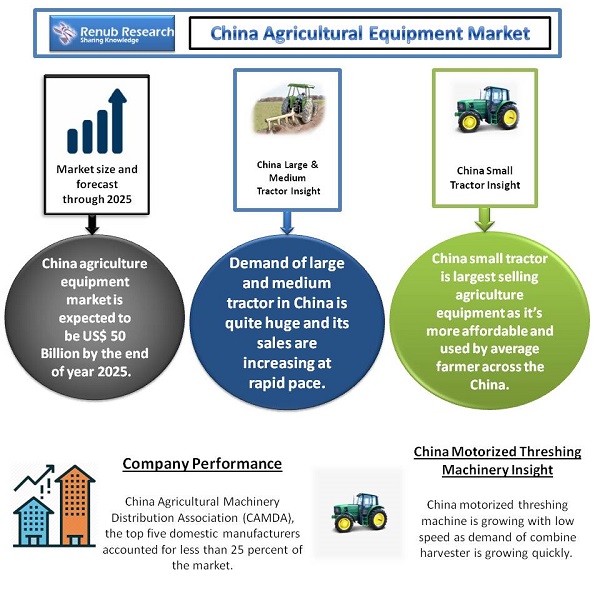 Renub Research
Sharing Knowledge
China Agricultural Equipment Market
Market size and
forecast
through 2025
China Large &
Medium
Tractor Insight
China Small
Tractor Insight
China agriculture
equipment
market is
expected to
be US$ 50
Billion by the end
of year 2025.
Demand of large
and medium
tractor in China is
quite huge and its
sales are
increasing at
rapid pace.
China small tractor
is largest selling
agriculture
equipment as it’s
more affordable and
used by average
farmer across the
China.
Company Performance
China Agricultural Machinery
Distribution Association (CAMDA),
the top five domestic manufacturers
accounted for less than 25 percent of
the market.
China Motorized Threshing
Machinery Insight
China motorized threshing
machine is growing with low
speed as demand of combine
harvester is growing quickly.